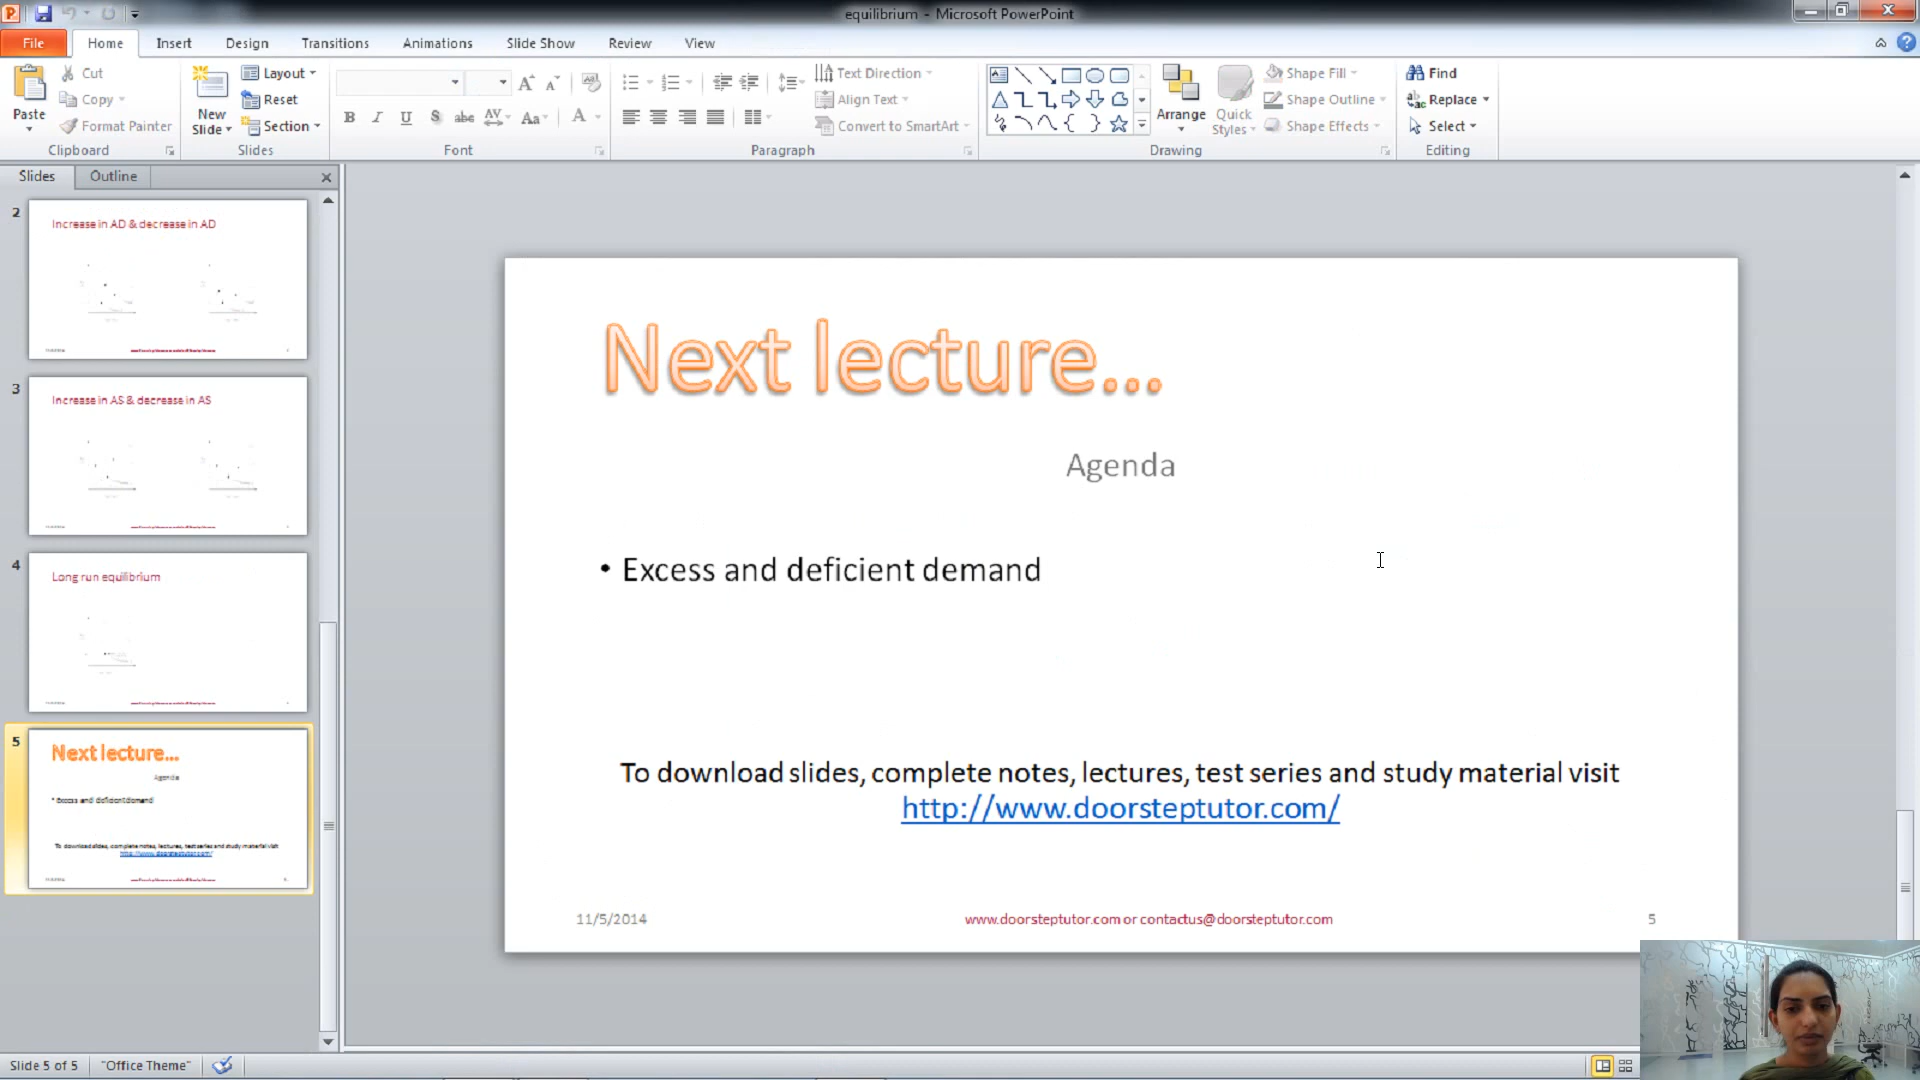 equilibrium - Microsoft PowerPoint
File Home Insert Design Transitions Animations Slide Show Review View
Paste
Cut
Copy
Format Painter
Clipboard
New
Slide
Layout
Reset
Section
Slides
B I U S abc AV Aa A
Font
Text Direction
Align Text
Convert to SmartArt
Paragraph
Arrange
Quick
Styles
Shape Fill
Shape Outline
Shape Effects
Drawing
Find
Replace
Select
Editing
Slides Outline
2
Increase in AD & decrease in AD
3
Increase in AS & decrease in AS
4
Long run equilibrium
5
Next lecture...
Agenda
• Excess and deficient demand
To download slides, complete notes, lectures, test series and study material visit
http://www.doorsteptutor.com/
Next lecture...
Agenda
• Excess and deficient demand
To download slides, complete notes, lectures, test series and study material visit
http://www.doorsteptutor.com/
11/5/2014 www.doorsteptutor.com or contactus@doorsteptutor.com 5
Slide 5 of 5 "Office Theme"